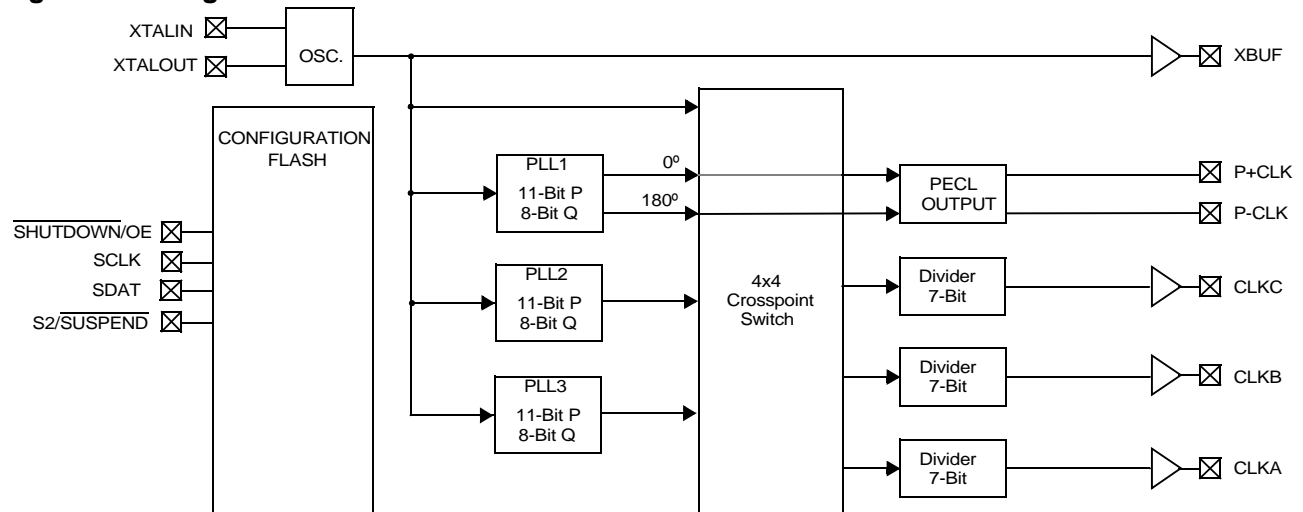 XTALIN
XTALOUT
OSC.
XBUF
CONFIGURATION
FLASH
SHUTDOWN/OE
SCLK
SDAT
S2/SUSPEND
PLL1
11-Bit P
8-Bit Q
0º
180º
PLL2
11-Bit P
8-Bit Q
PLL3
11-Bit P
8-Bit Q
4x4
Crosspoint
Switch
PECL
OUTPUT
P+CLK
P-CLK
Divider
7-Bit
CLKC
Divider
7-Bit
CLKB
Divider
7-Bit
CLKA